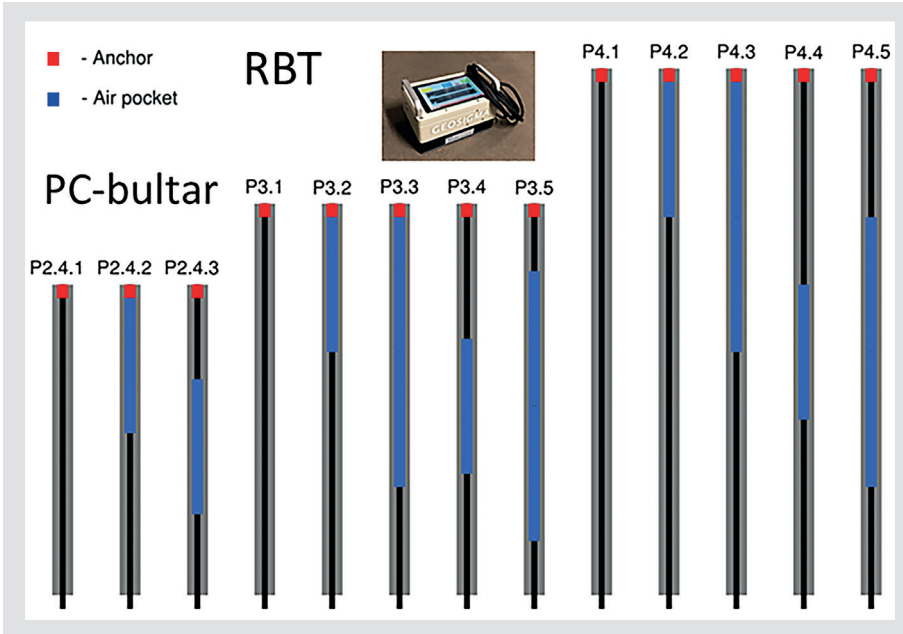 - Anchor
- Air pocket
RBT
PC-bultar
P2.4.1 P2.4.2 P2.4.3
P3.1 P3.2 P3.3 P3.4 P3.5
P4.1 P4.2 P4.3 P4.4 P4.5
GEOSIGMA